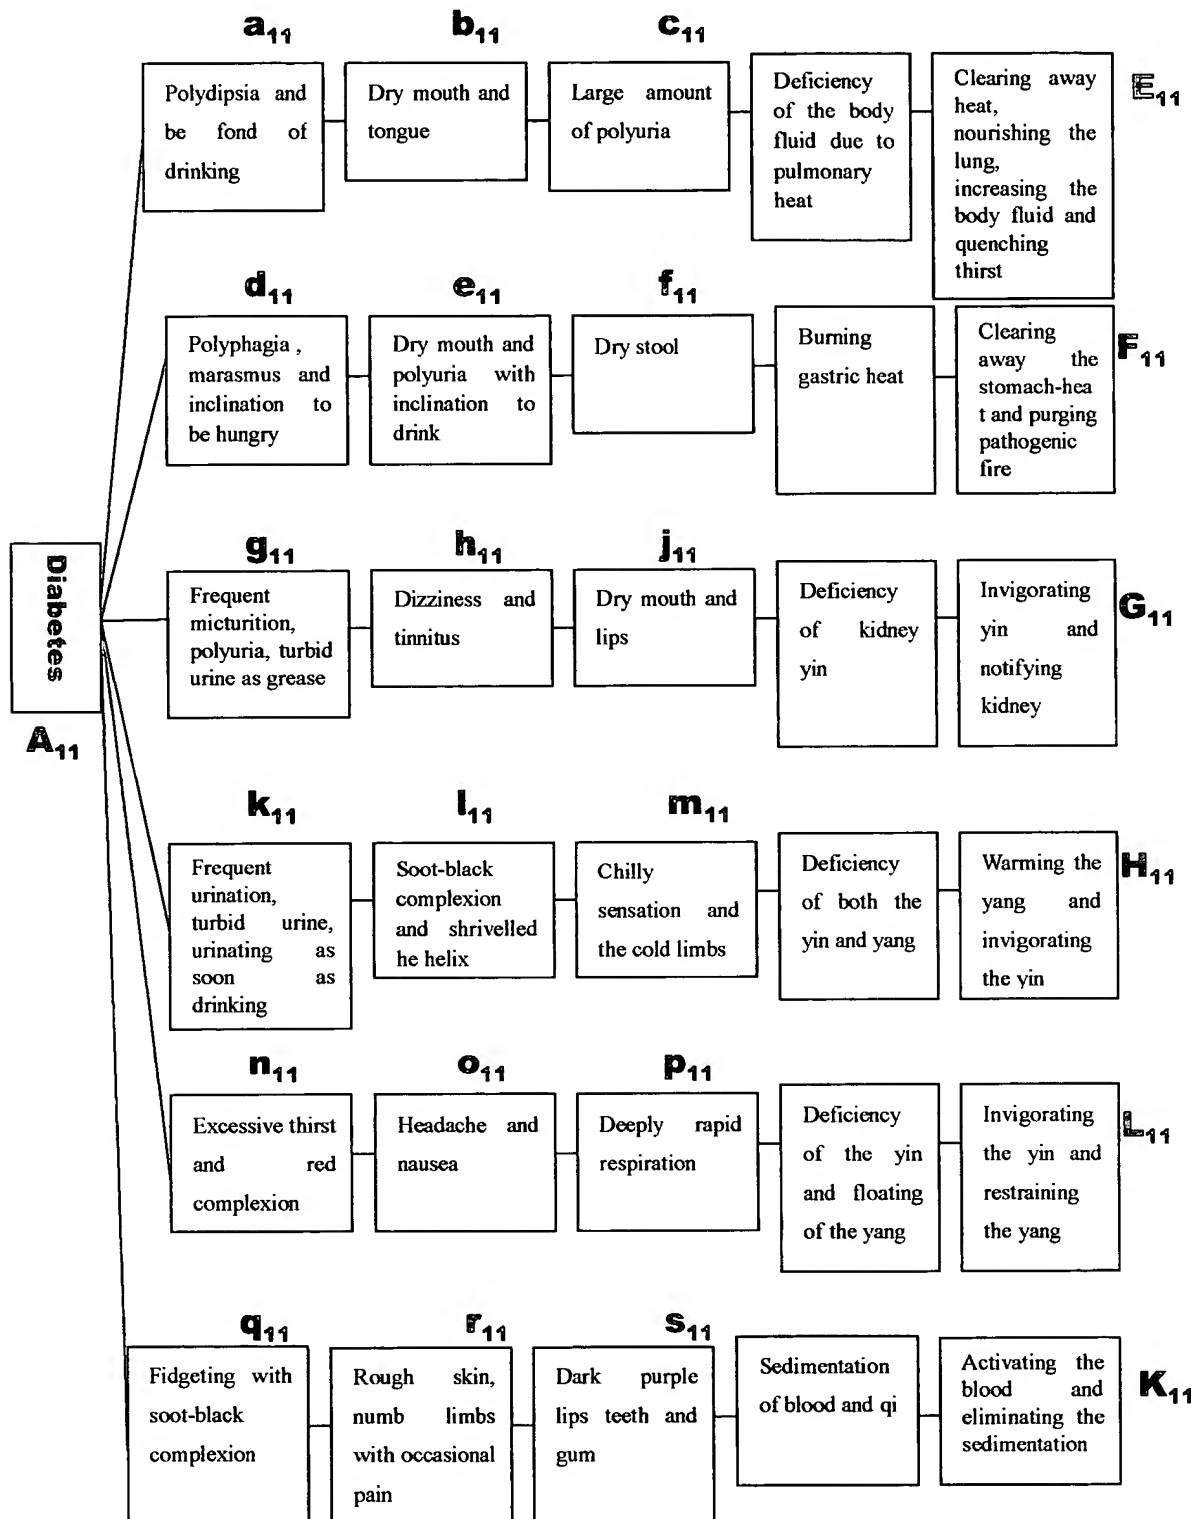 a11
b11
c11
Polydipsia and
be fond of
drinking
Dry mouth and
tongue
Large amount
of polyuria
Deficiency
of the body
fluid due to
pulmonary
heat
Clearing away
heat,
nourishing the
lung,
increasing the
body fluid and
quenching
thirst
E11
d11
e11
f11
Polyphagia ,
marasmus and
inclination to
be hungry
Dry mouth and
polyuria with
inclination to
drink
Dry stool
Burning
gastric heat
Clearing
away the
stomach-hea
t and purging
pathogenic
fire
F11
Diabetes
A11
g11
h11
j11
Frequent
micturition,
polyuria, turbid
urine as grease
Dizziness and
tinnitus
Dry mouth and
lips
Deficiency
of kidney
yin
Invigorating
yin and
notifying
kidney
G11
k11
l11
m11
Frequent
urination,
turbid urine,
urinating as
soon as
drinking
Soot-black
complexion
and shrivelled
he helix
Chilly
sensation and
the cold limbs
Deficiency
of both the
yin and yang
Warming the
yang and
invigorating
the yin
H11
n11
o11
p11
Excessive thirst
and red
complexion
Headache and
nausea
Deeply rapid
respiration
Deficiency
of the yin
and floating
of the yang
Invigorating
the yin and
restraining
the yang
L11
q11
r11
s11
Fidgeting with
soot-black
complexion
Rough skin,
numb limbs
with occasional
pain
Dark purple
lips teeth and
gum
Sedimentation
of blood and qi
Activating the
blood and
eliminating the
sedimentation
K11